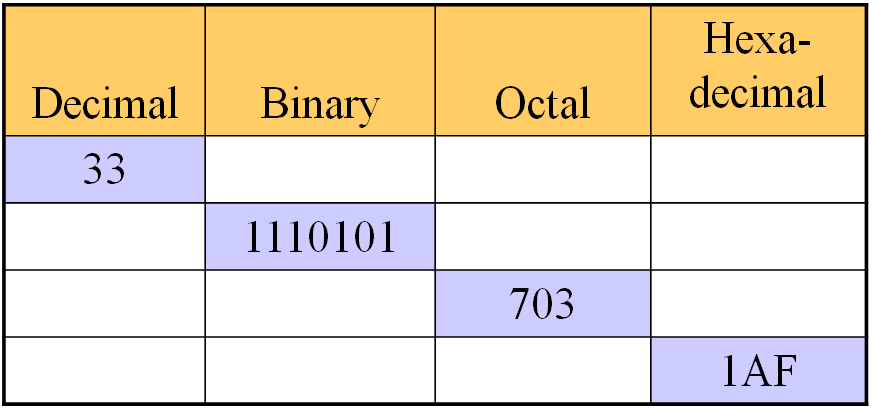 Decimal
Binary
Octal
Hexa-
decimal
33
1110101
703
1AF